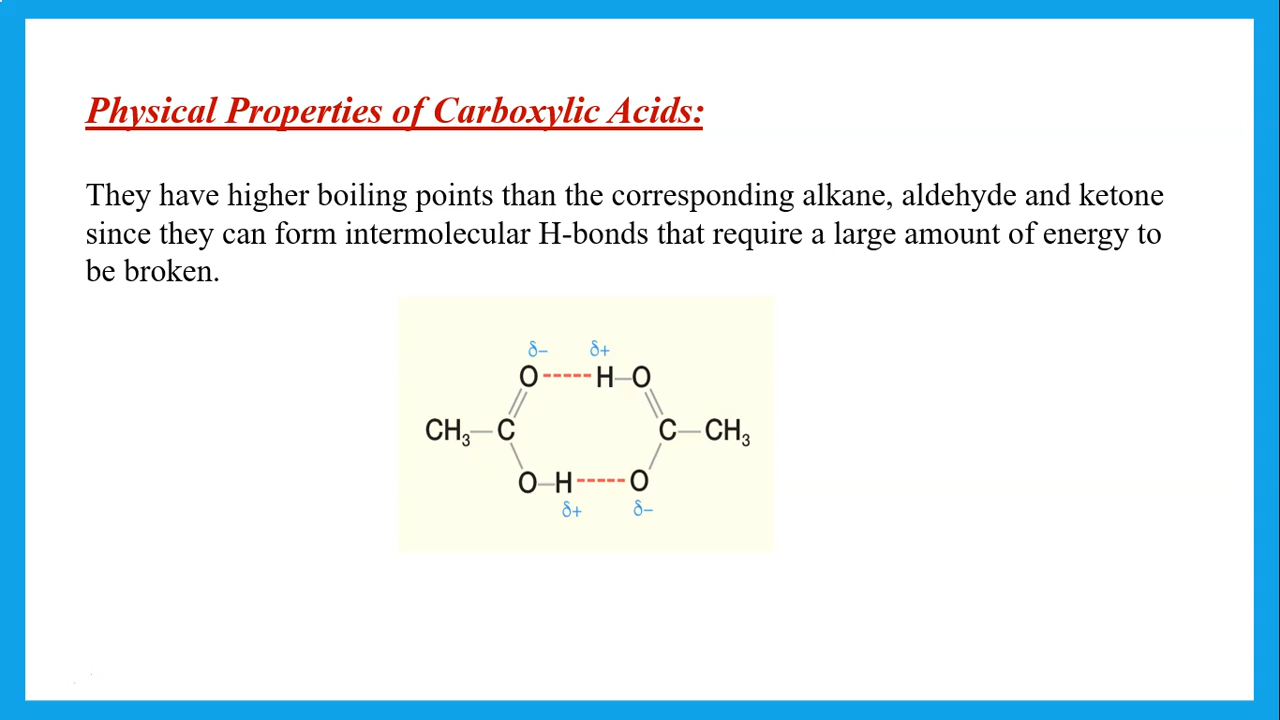 Physical Properties of Carboxylic Acids:
They have higher boiling points than the corresponding alkane, aldehyde and ketone
since they can form intermolecular H-bonds that require a large amount of energy to
be broken.
δ– δ+
O H–O
CH₃–C C–CH₃
O–H O
δ+ δ–